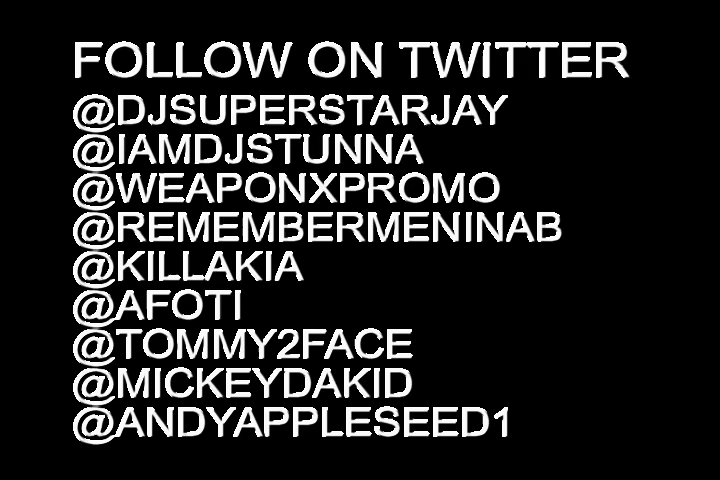 FOLLOW ON TWITTER
@DJSUPERSTARJAY
@IAMDJSTUNNA
@WEAPONXPROMO
@REMEMBERMENINAB
@KILLAKIA
@AFOTI
@TOMMY2FACE
@MICKEYDAKID
@ANDYAPPLESEED1